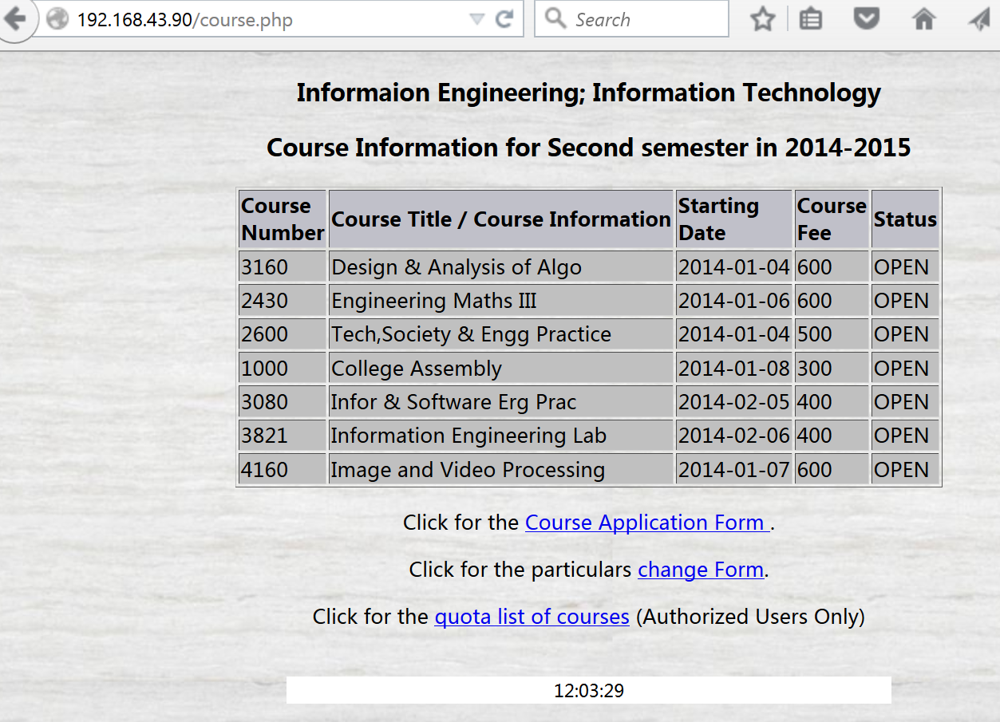 192.168.43.90/course.php
Search
Informaion Engineering; Information Technology
Course Information for Second semester in 2014-2015
Course Number Course Title / Course Information Starting Date Course Fee Status
3160 Design & Analysis of Algo 2014-01-04 600 OPEN
2430 Engineering Maths III 2014-01-06 600 OPEN
2600 Tech,Society & Engg Practice 2014-01-04 500 OPEN
1000 College Assembly 2014-01-08 300 OPEN
3080 Infor & Software Erg Prac 2014-02-05 400 OPEN
3821 Information Engineering Lab 2014-02-06 400 OPEN
4160 Image and Video Processing 2014-01-07 600 OPEN
Click for the Course Application Form .
Click for the particulars change Form.
Click for the quota list of courses (Authorized Users Only)
12:03:29